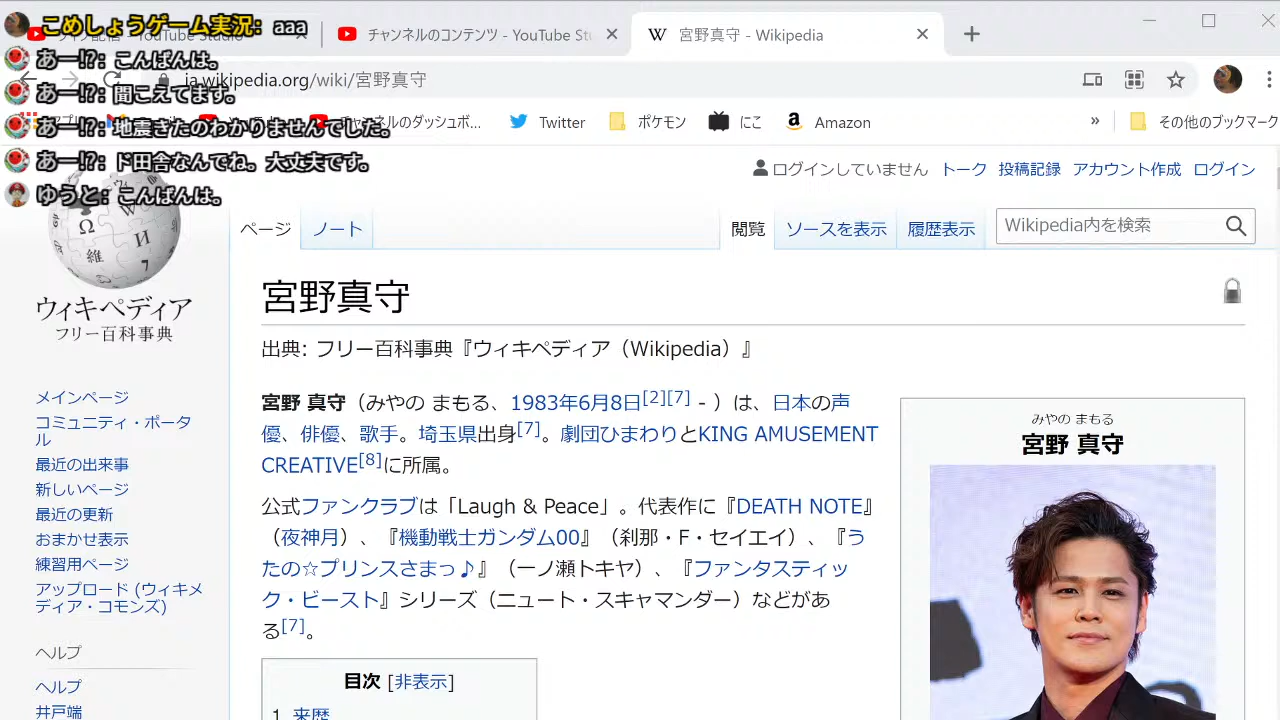 こめしょうゲーム実況: aaa
チャンネルのコンテンツ - YouTube St
宮野真守 - Wikipedia
あー!?: こんばんは。
ja.wikipedia.org/wiki/宮野真守
あー!?: 聞こえてます。
あー!?: 地震きたのわかりませんでした。
チャンネルのダッシュボ...
Twitter
ポケモン
にこ
Amazon
»
その他のブックマーク
あー!?: ド田舎なんでね。大丈夫です。
ゆうと: こんばんは。
ログインしていません トーク 投稿記録 アカウント作成 ログイン
ページ ノート 閲覧 ソースを表示 履歴表示 Wikipedia内を検索
ウィキペディア
フリー百科事典
メインページ
コミュニティ・ポータ
ル
最近の出来事
新しいページ
最近の更新
おまかせ表示
練習用ページ
アップロード (ウィキメ
ディア・コモンズ)
ヘルプ
ヘルプ
井戸端
宮野真守
出典: フリー百科事典『ウィキペディア（Wikipedia）』
宮野 真守（みやの まもる、1983年6月8日[2][7] - ）は、日本の声
優、俳優、歌手。埼玉県出身[7]。劇団ひまわりとKING AMUSEMENT
CREATIVE[8]に所属。
公式ファンクラブは「Laugh & Peace」。代表作に『DEATH NOTE』
（夜神月）、『機動戦士ガンダム00』（刹那・F・セイエイ）、『う
たの☆プリンスさまっ♪』（一ノ瀬トキヤ）、『ファンタスティッ
ク・ビースト』シリーズ（ニュート・スキャマンダー）などがあ
る[7]。
目次 [非表示]
1 来歴
みやの まもる
宮野 真守